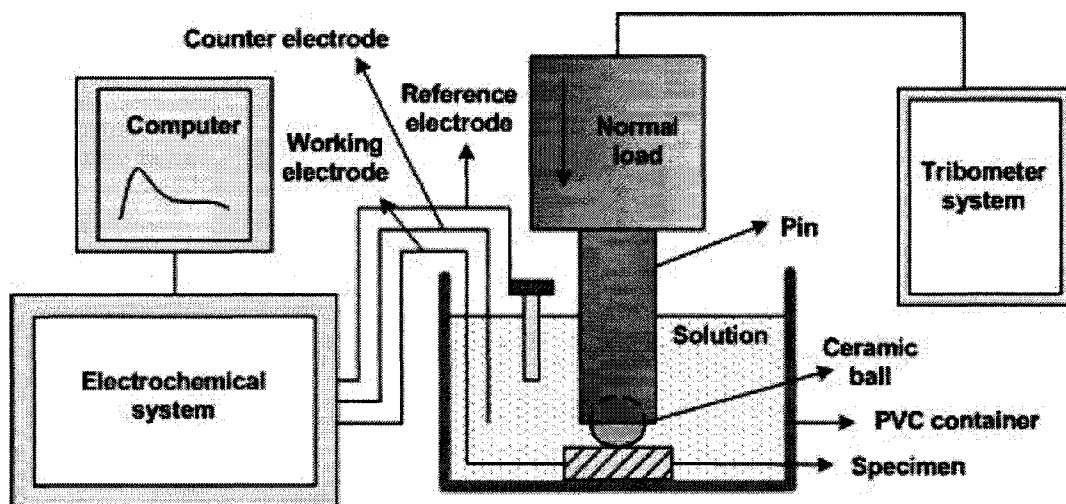 Counter electrode
Computer
Reference
electrode
Working
electrode
Normal
load
Tribometer
system
Pin
Solution
Ceramic
ball
Electrochemical
system
PVC container
Specimen